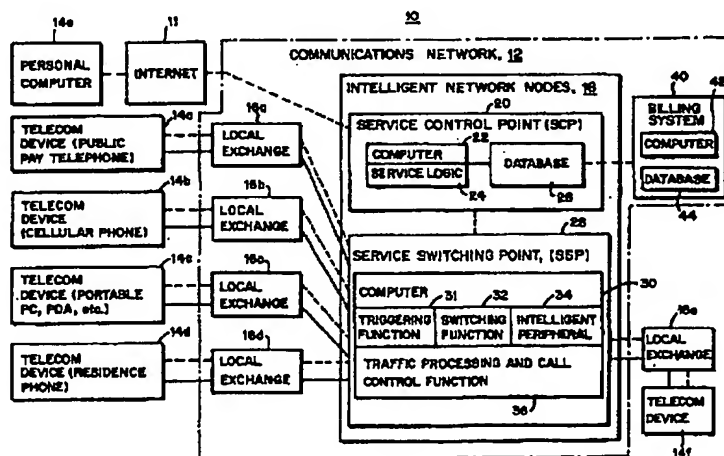 10
14e
PERSONAL
COMPUTER
11
INTERNET
COMMUNICATIONS NETWORK, 12
INTELLIGENT NETWORK NODES, 18
20
SERVICE CONTROL POINT (SCP)
22
COMPUTER
SERVICE LOGIC
24
DATABASE
26
40
BILLING
SYSTEM
COMPUTER
DATABASE
44
14a
TELECOM
DEVICE (PUBLIC
PAY TELEPHONE)
16a
LOCAL
EXCHANGE
14b
TELECOM
DEVICE
(CELLULAR PHONE)
16b
LOCAL
EXCHANGE
14c
TELECOM
DEVICE (PORTABLE
PC, PDA, etc.)
16c
LOCAL
EXCHANGE
14d
TELECOM
DEVICE (RESIDENCE
PHONE)
16d
LOCAL
EXCHANGE
28
SERVICE SWITCHING POINT, (SSP)
COMPUTER
31
32
34
30
TRIGGERING
FUNCTION
SWITCHING
FUNCTION
INTELLIGENT
PERIPHERAL
TRAFFIC PROCESSING AND CALL
CONTROL FUNCTION
36
16e
LOCAL
EXCHANGE
TELECOM
DEVICE
14f